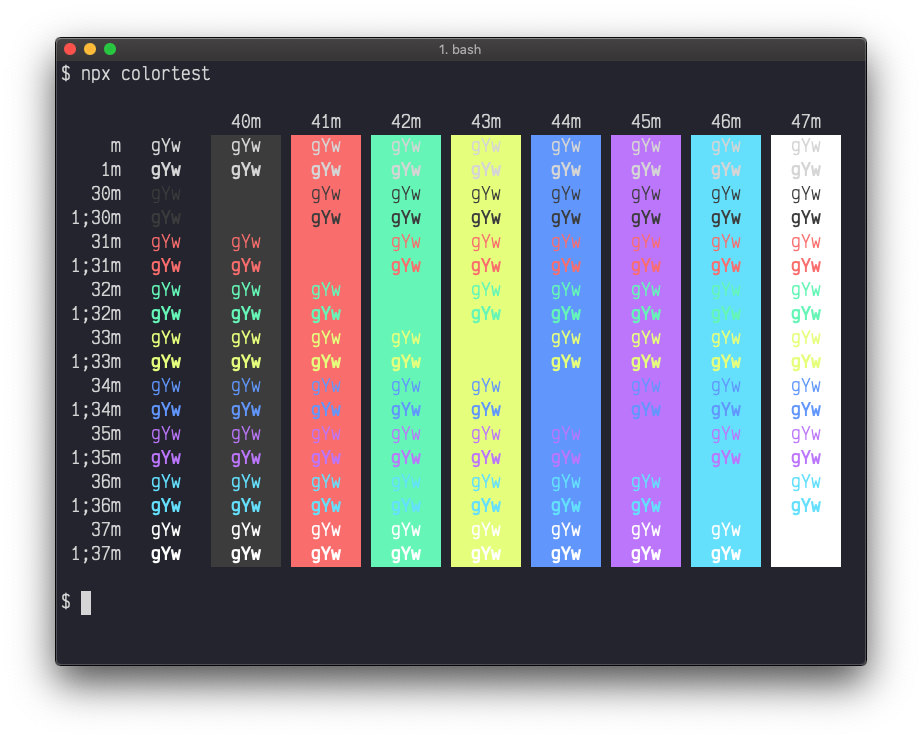 1. bash
$ npx colortest
40m 41m 42m 43m 44m 45m 46m 47m
m gYw gYw gYw gYw gYw gYw gYw gYw gYw
1m gYw gYw gYw gYw gYw gYw gYw gYw gYw
30m gYw gYw gYw gYw gYw gYw gYw gYw
1;30m gYw gYw gYw gYw gYw gYw gYw gYw
31m gYw gYw gYw gYw gYw gYw gYw gYw
1;31m gYw gYw gYw gYw gYw gYw gYw gYw
32m gYw gYw gYw gYw gYw gYw gYw gYw
1;32m gYw gYw gYw gYw gYw gYw gYw gYw
33m gYw gYw gYw gYw gYw gYw gYw gYw
1;33m gYw gYw gYw gYw gYw gYw gYw gYw
34m gYw gYw gYw gYw gYw gYw gYw gYw
1;34m gYw gYw gYw gYw gYw gYw gYw gYw
35m gYw gYw gYw gYw gYw gYw gYw gYw
1;35m gYw gYw gYw gYw gYw gYw gYw gYw
36m gYw gYw gYw gYw gYw gYw gYw gYw
1;36m gYw gYw gYw gYw gYw gYw gYw gYw
37m gYw gYw gYw gYw gYw gYw gYw gYw
1;37m gYw gYw gYw gYw gYw gYw gYw gYw
$